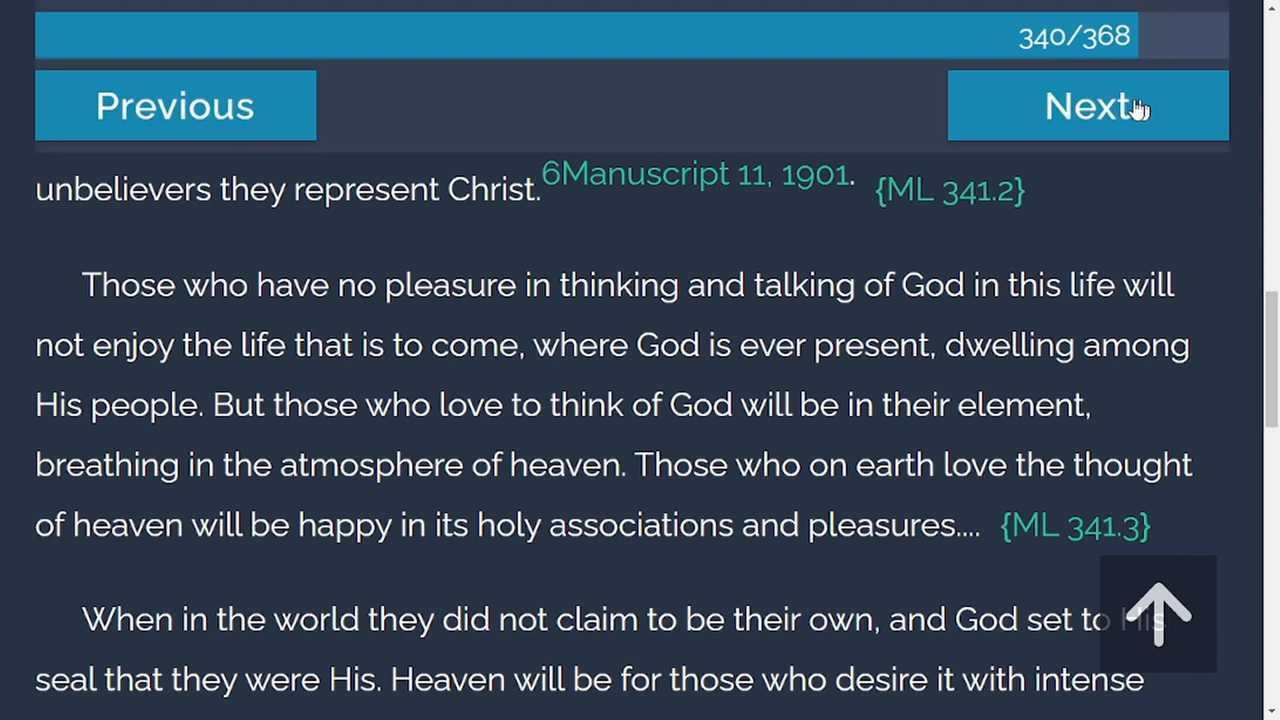 340/368
Previous
Next
unbelievers they represent Christ.6Manuscript 11, 1901. {ML 341.2}
Those who have no pleasure in thinking and talking of God in this life will
not enjoy the life that is to come, where God is ever present, dwelling among
His people. But those who love to think of God will be in their element,
breathing in the atmosphere of heaven. Those who on earth love the thought
of heaven will be happy in its holy associations and pleasures.... {ML 341.3}
When in the world they did not claim to be their own, and God set to His
seal that they were His. Heaven will be for those who desire it with intense